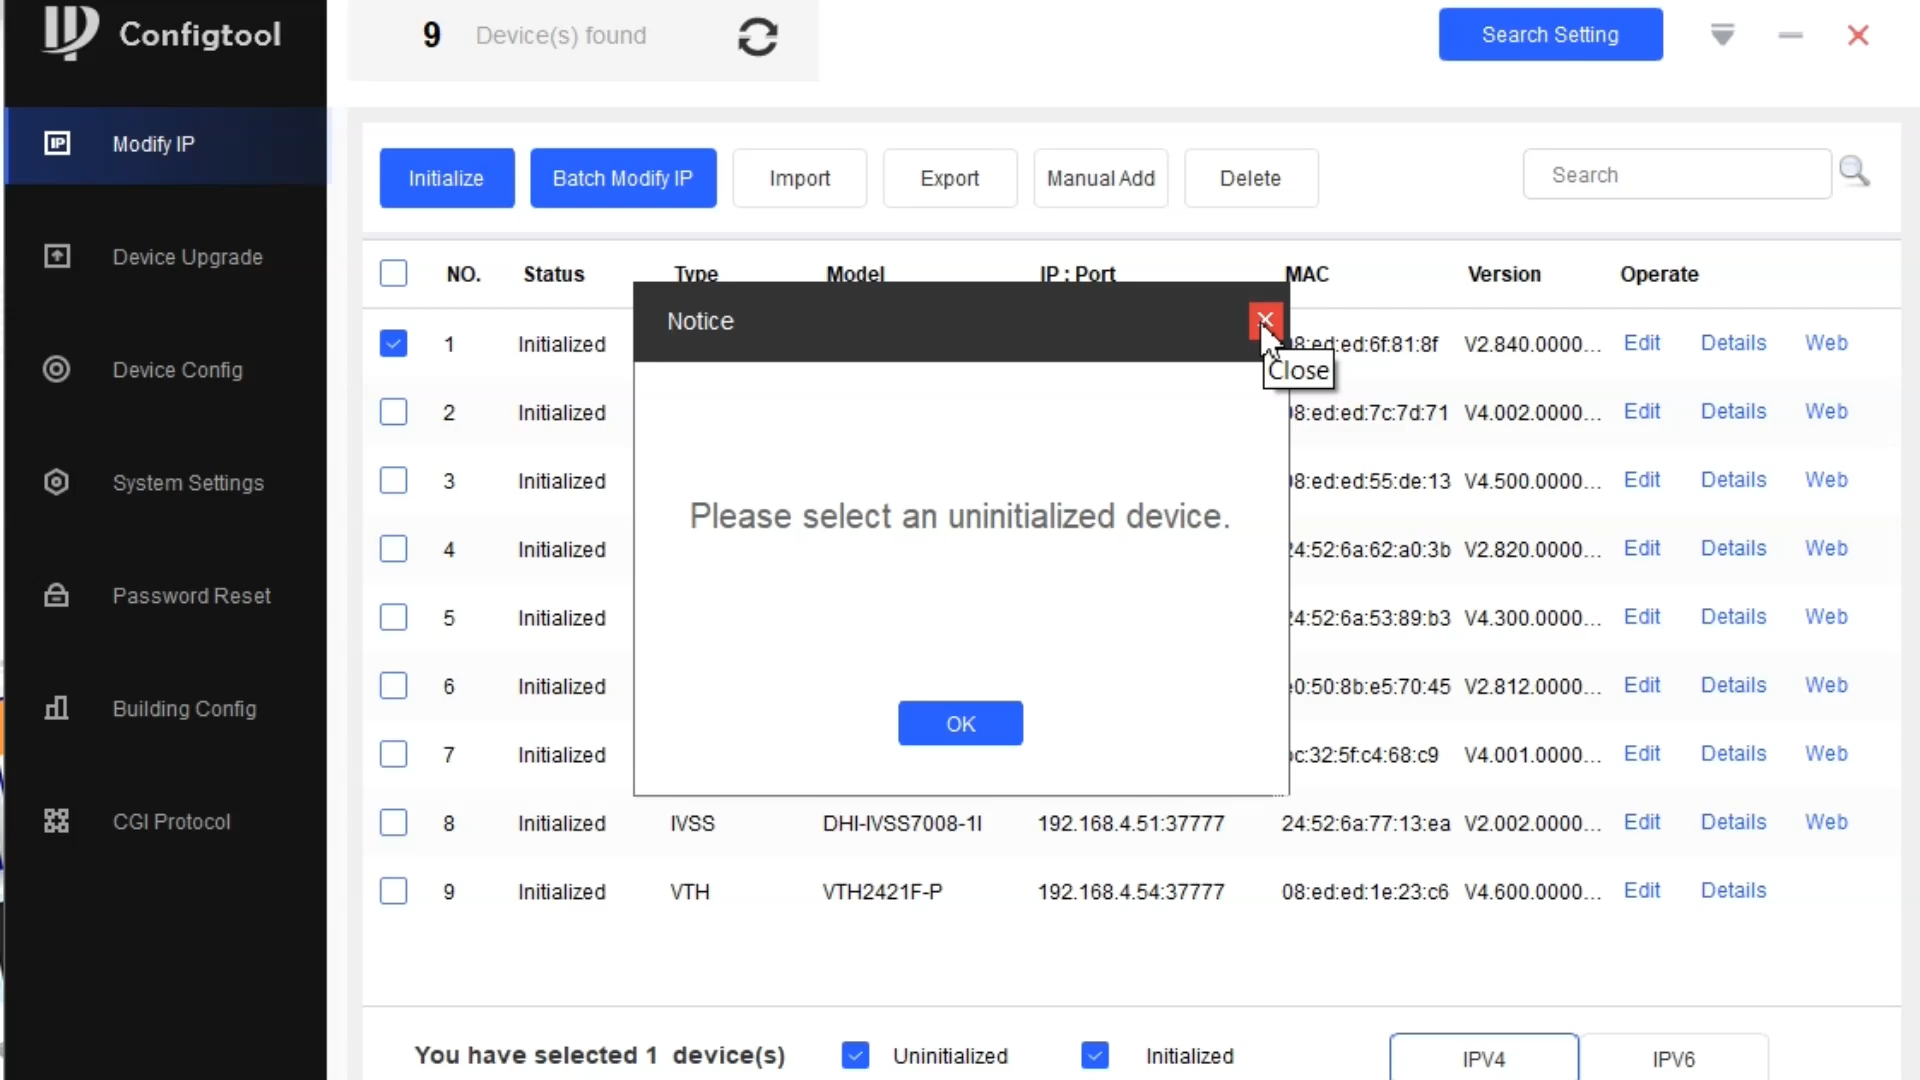 Configtool
9 Device(s) found
Search Setting
Modify IP
Device Upgrade
Device Config
System Settings
Password Reset
Building Config
CGI Protocol
Initialize Batch Modify IP Import Export Manual Add Delete Search
NO. Status Type Model IP : Port MAC Version Operate
1 Initialized 8:ed:ed:6f:81:8f V2.840.0000... Edit Details Web
2 Initialized 8:ed:ed:7c:7d:71 V4.002.0000... Edit Details Web
3 Initialized 8:ed:ed:55:de:13 V4.500.0000... Edit Details Web
4 Initialized 4:52:6a:62:a0:3b V2.820.0000... Edit Details Web
5 Initialized 4:52:6a:53:89:b3 V4.300.0000... Edit Details Web
6 Initialized 0:50:8b:e5:70:45 V2.812.0000... Edit Details Web
7 Initialized c:32:5f:c4:68:c9 V4.001.0000... Edit Details Web
8 Initialized IVSS DHI-IVSS7008-1I 192.168.4.51:37777 24:52:6a:77:13:ea V2.002.0000... Edit Details Web
9 Initialized VTH VTH2421F-P 192.168.4.54:37777 08:ed:ed:1e:23:c6 V4.600.0000... Edit Details
Notice
Close
Please select an uninitialized device.
OK
You have selected 1 device(s) Uninitialized Initialized IPV4 IPV6